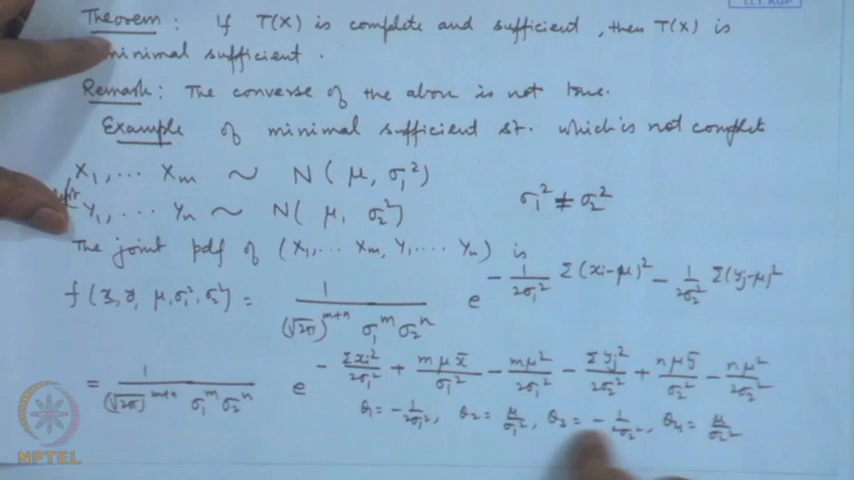 I.I.T. KGP
Theorem : If T(X) is complete and sufficient, then T(X) is
minimal sufficient.
Remark : The converse of the above is not true.
Example of minimal sufficient st. which is not complete
X₁, ... Xₘ ~ N(μ, σ₁²)
Y₁, ... Yₙ ~ N(μ, σ₂²) σ₁² ≠ σ₂²
The joint pdf of (X₁, ... Xₘ, Y₁, ... Yₙ) is
f(x, y, μ, σ₁², σ₂²) = 1 / ((√2π)^(m+n) σ₁^m σ₂^n) e^(- 1/(2σ₁²) Σ(xᵢ-μ)² - 1/(2σ₂²) Σ(yⱼ-μ)²)
= 1 / ((√2π)^(m+n) σ₁^m σ₂^n) e^(- Σxᵢ²/(2σ₁²) + mμx̄/σ₁² - mμ²/(2σ₁²) - Σyⱼ²/(2σ₂²) + nμȳ/σ₂² - nμ²/(2σ₂²))
θ₁ = - 1/(2σ₁²), θ₂ = μ/σ₁², θ₃ = - 1/(2σ₂²), θ₄ = μ/σ₂²
NPTEL